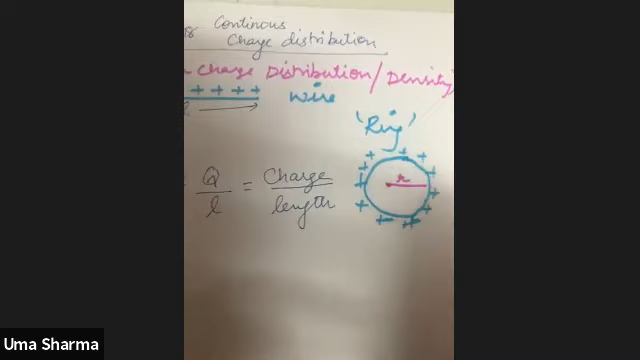 Continous
Charge distribution
Charge Distribution/Density
+ + + +
wire
'Ring'
r
Q/l = Charge/length
Uma Sharma